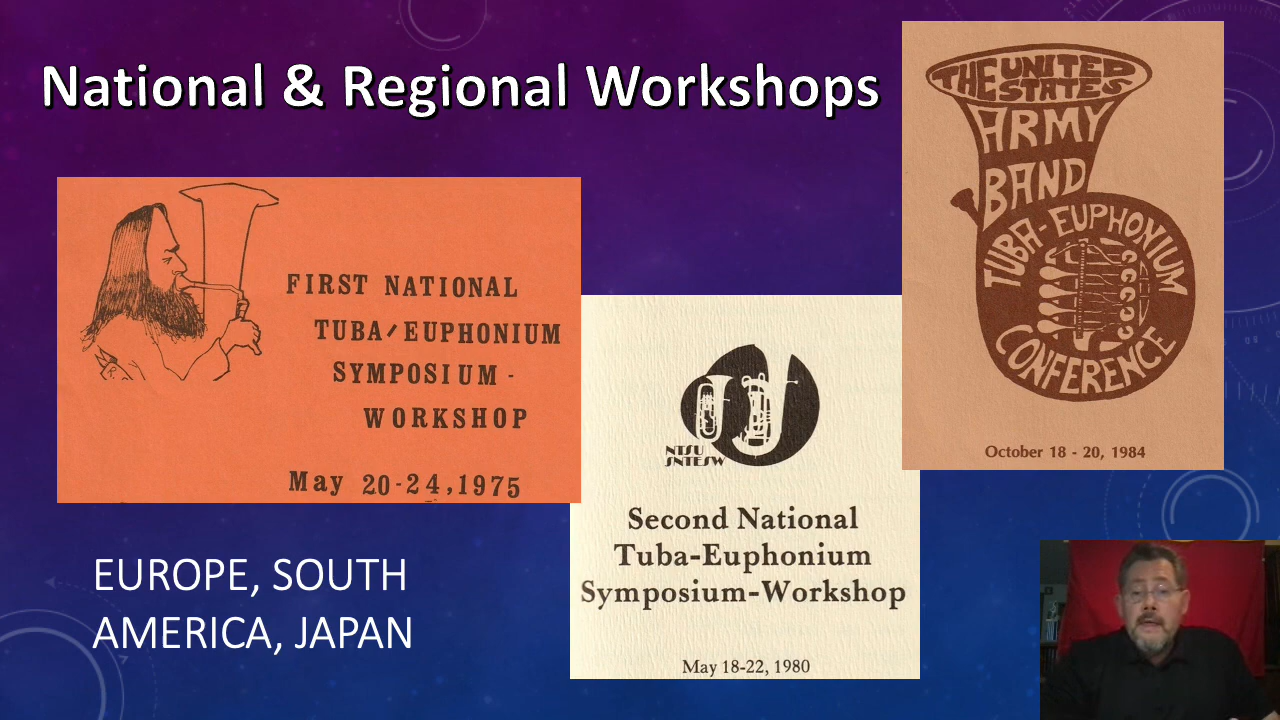 National & Regional Workshops
FIRST NATIONAL
TUBA/EUPHONIUM
SYMPOSIUM-
WORKSHOP
May 20-24,1975
EUROPE, SOUTH
AMERICA, JAPAN
NTSU
SNTESW
Second National
Tuba-Euphonium
Symposium-Workshop
May 18-22, 1980
THE UNITED
STATES
ARMY
BAND
TUBA-EUPHONIUM
CONFERENCE
October 18 - 20, 1984